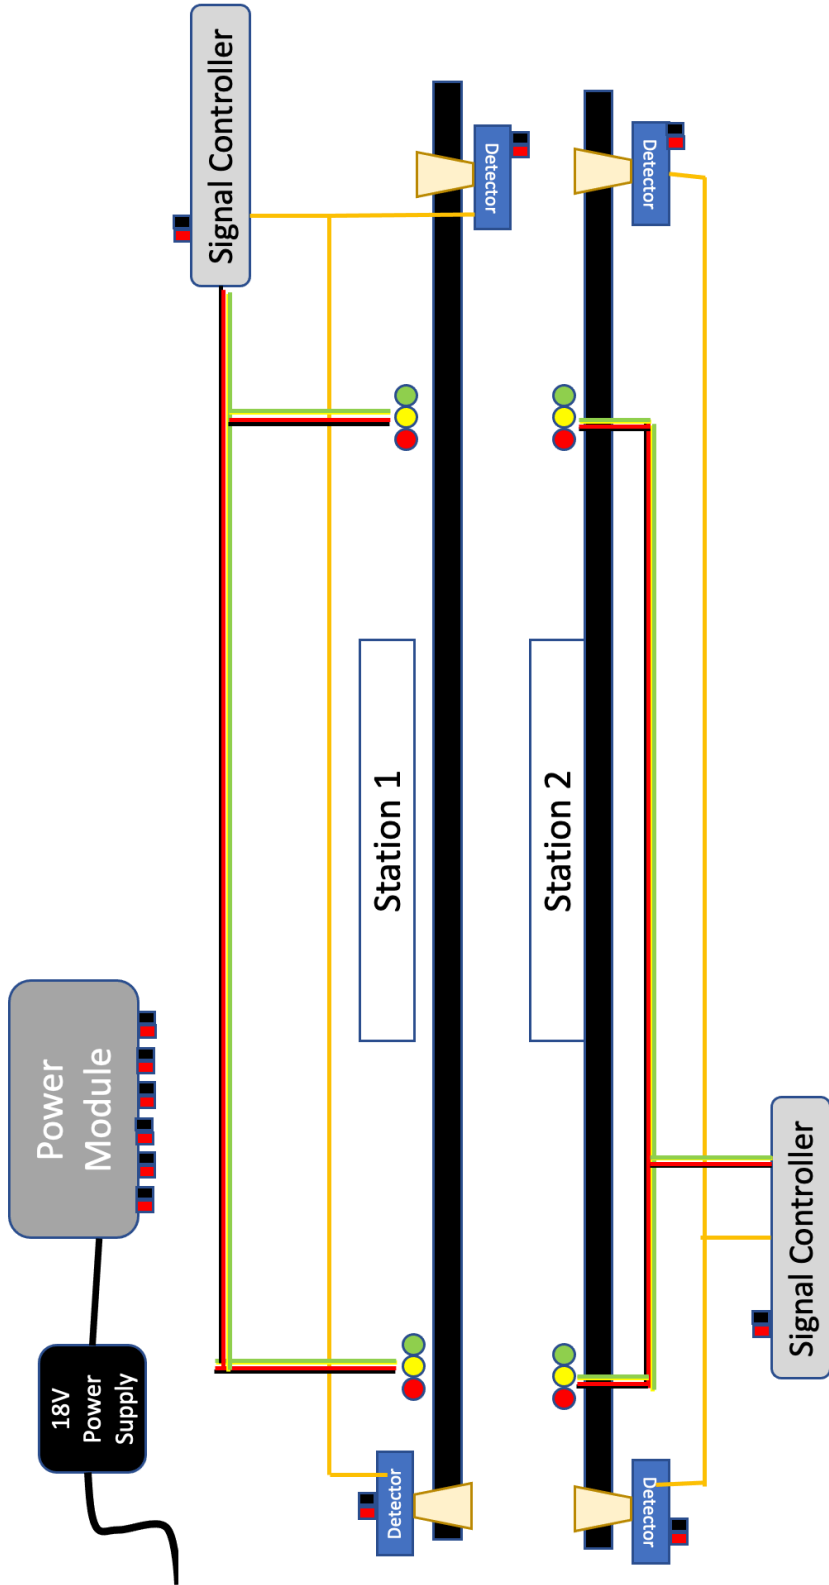 18V
Power
Supply
Power
Module
Signal Controller
Detector
Detector
Station 1
Station 2
Detector
Detector
Signal Controller